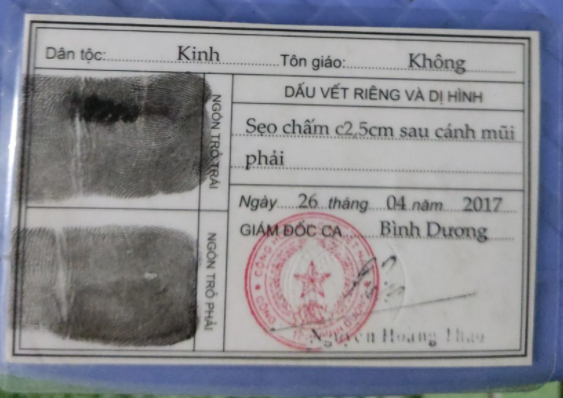 Dân tộc: Kinh Tôn giáo: Không
NGÓN TRỎ TRÁI
DẤU VẾT RIÊNG VÀ DỊ HÌNH
Sẹo chấm c2,5cm sau cánh mũi
phải
Ngày 26 tháng 04 năm 2017
GIÁM ĐỐC CA Bình Dương
NGÓN TRỎ PHẢI
Nguyễn Hoàng Thao